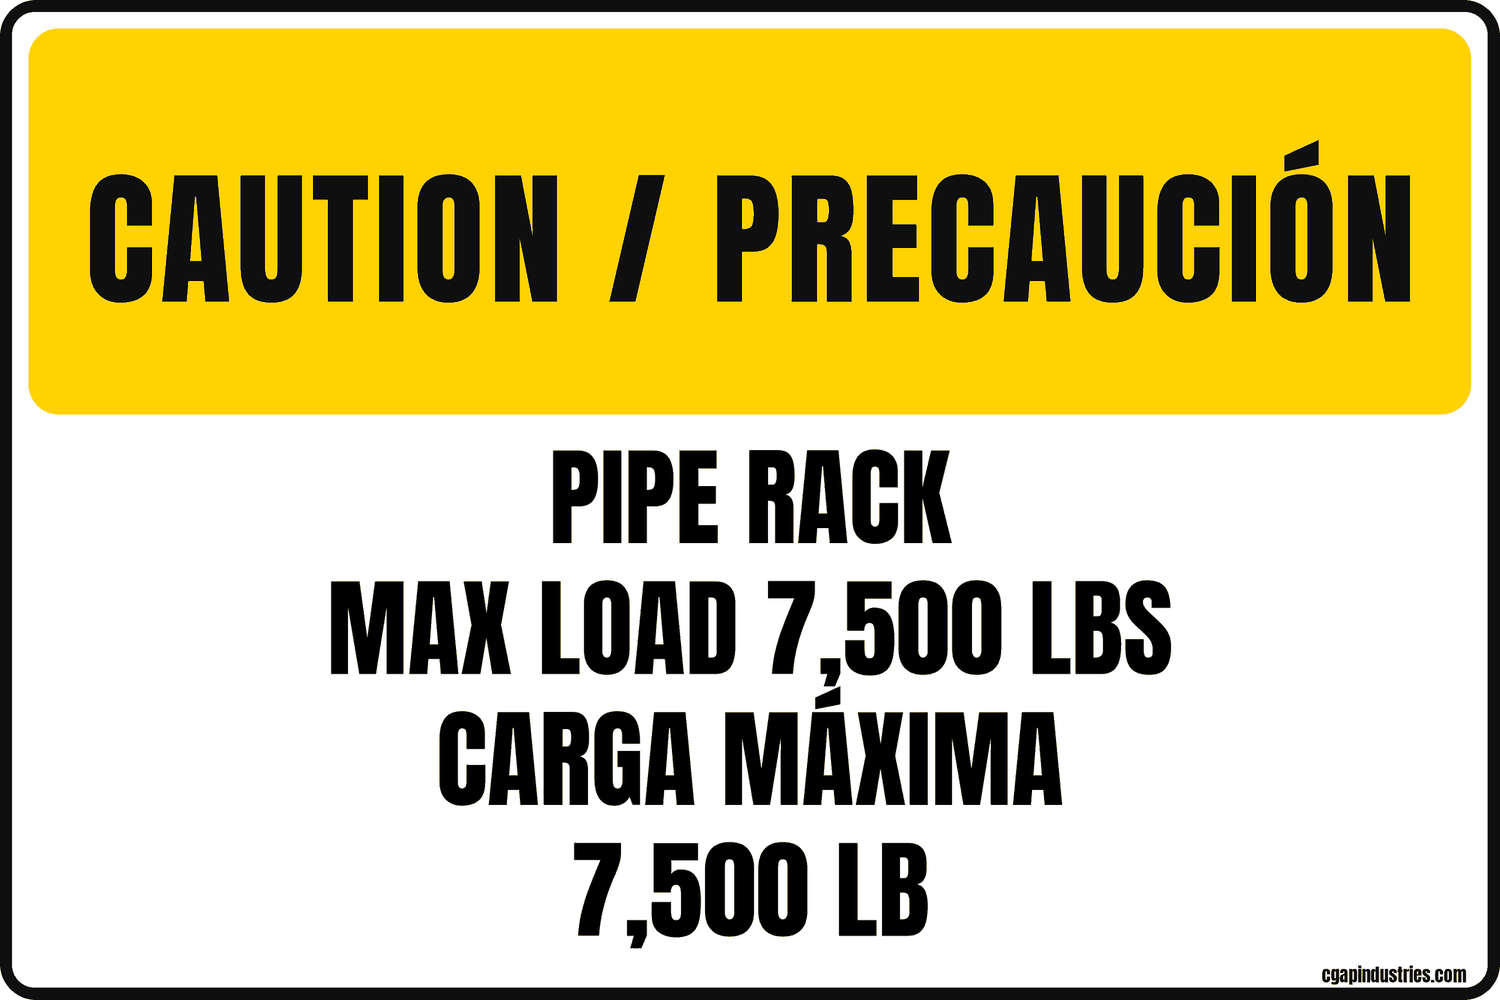 CAUTION / PRECAUCIÓN
PIPE RACK
MAX LOAD 7,500 LBS
CARGA MÁXIMA
7,500 LB
cgapindustries.com